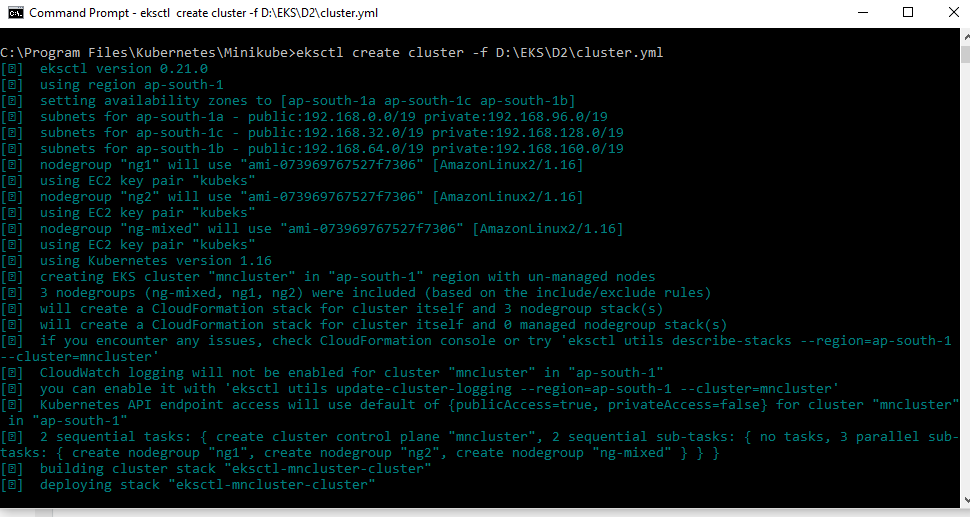 Command Prompt - eksctl  create cluster -f D:\EKS\D2\cluster.yml
C:\Program Files\Kubernetes\Minikube>eksctl create cluster -f D:\EKS\D2\cluster.yml
[?]  eksctl version 0.21.0
[?]  using region ap-south-1
[?]  setting availability zones to [ap-south-1a ap-south-1c ap-south-1b]
[?]  subnets for ap-south-1a - public:192.168.0.0/19 private:192.168.96.0/19
[?]  subnets for ap-south-1c - public:192.168.32.0/19 private:192.168.128.0/19
[?]  subnets for ap-south-1b - public:192.168.64.0/19 private:192.168.160.0/19
[?]  nodegroup "ng1" will use "ami-073969767527f7306" [AmazonLinux2/1.16]
[?]  using EC2 key pair "kubeks"
[?]  nodegroup "ng2" will use "ami-073969767527f7306" [AmazonLinux2/1.16]
[?]  using EC2 key pair "kubeks"
[?]  nodegroup "ng-mixed" will use "ami-073969767527f7306" [AmazonLinux2/1.16]
[?]  using EC2 key pair "kubeks"
[?]  using Kubernetes version 1.16
[?]  creating EKS cluster "mncluster" in "ap-south-1" region with un-managed nodes
[?]  3 nodegroups (ng-mixed, ng1, ng2) were included (based on the include/exclude rules)
[?]  will create a CloudFormation stack for cluster itself and 3 nodegroup stack(s)
[?]  will create a CloudFormation stack for cluster itself and 0 managed nodegroup stack(s)
[?]  if you encounter any issues, check CloudFormation console or try 'eksctl utils describe-stacks --region=ap-south-1
--cluster=mncluster'
[?]  CloudWatch logging will not be enabled for cluster "mncluster" in "ap-south-1"
[?]  you can enable it with 'eksctl utils update-cluster-logging --region=ap-south-1 --cluster=mncluster'
[?]  Kubernetes API endpoint access will use default of {publicAccess=true, privateAccess=false} for cluster "mncluster"
in "ap-south-1"
[?]  2 sequential tasks: { create cluster control plane "mncluster", 2 sequential sub-tasks: { no tasks, 3 parallel sub-
tasks: { create nodegroup "ng1", create nodegroup "ng2", create nodegroup "ng-mixed" } } }
[?]  building cluster stack "eksctl-mncluster-cluster"
[?]  deploying stack "eksctl-mncluster-cluster"